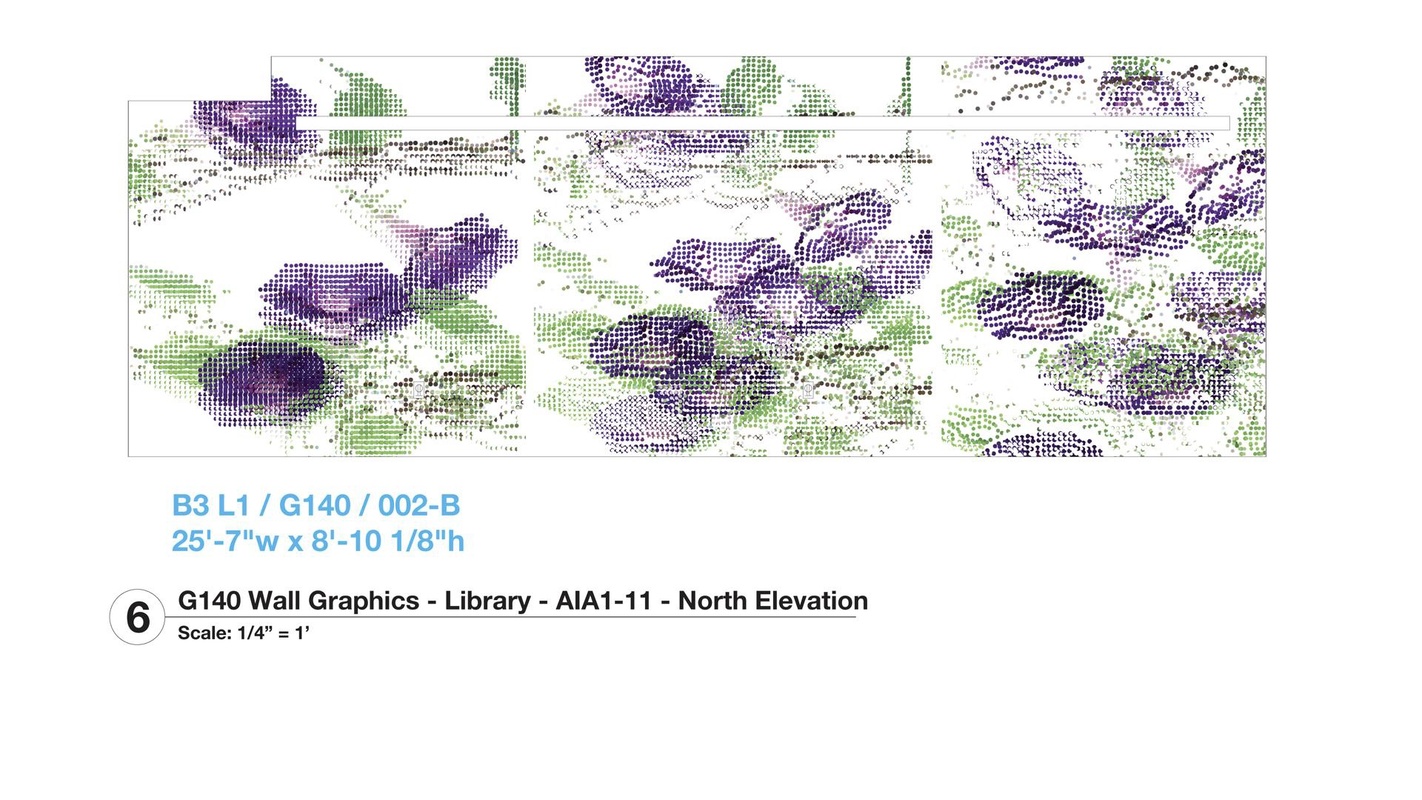 B3 L1 / G140 / 002-B
25'-7"w x 8'-10 1/8"h
6
G140 Wall Graphics - Library - AIA1-11 - North Elevation
Scale: 1/4” = 1’